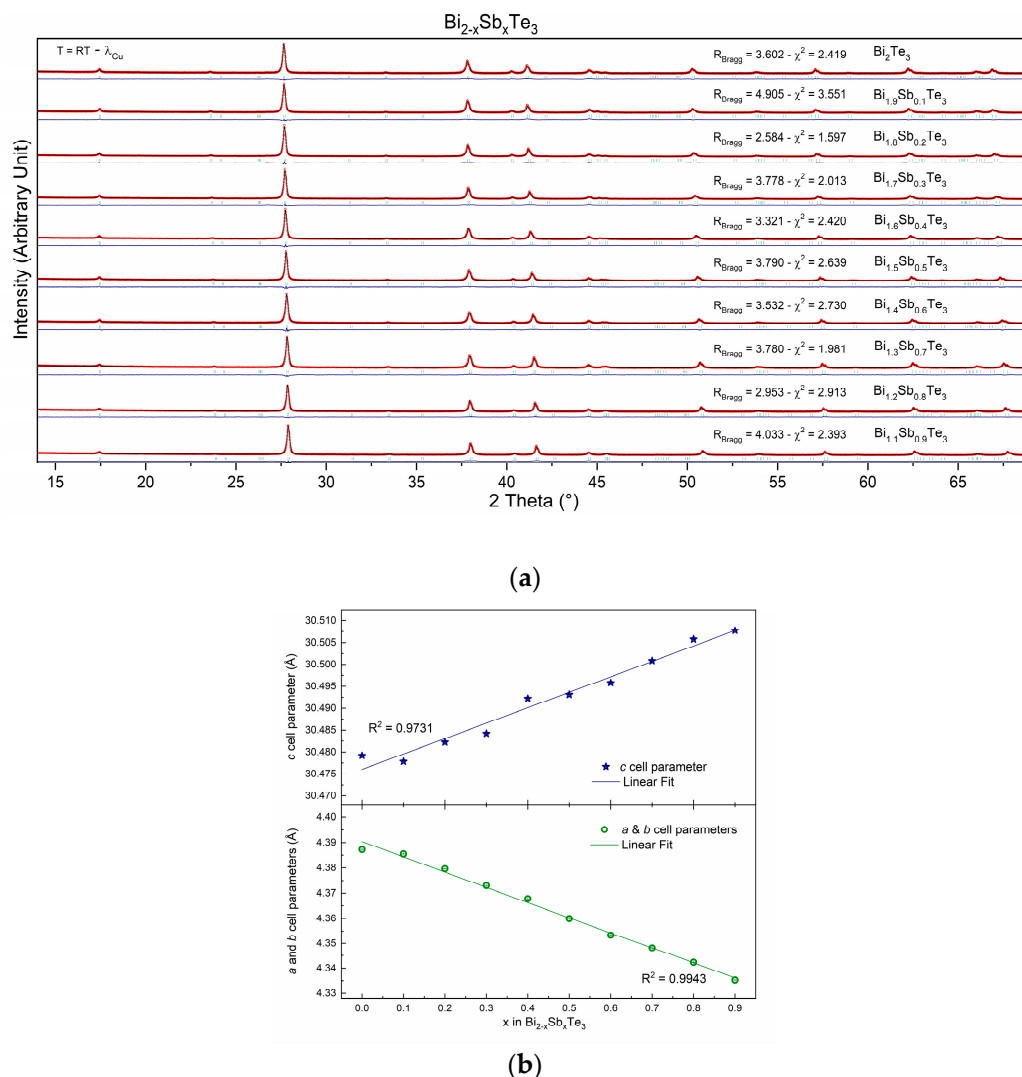 Bi2-xSbxTe3
T = RT - λCu
RBragg = 3.602 - χ² = 2.419 Bi2Te3
RBragg = 4.905 - χ² = 3.551 Bi1.9Sb0.1Te3
RBragg = 2.584 - χ² = 1.597 Bi1.0Sb0.2Te3
RBragg = 3.778 - χ² = 2.013 Bi1.7Sb0.3Te3
RBragg = 3.321 - χ² = 2.420 Bi1.6Sb0.4Te3
RBragg = 3.790 - χ² = 2.639 Bi1.5Sb0.5Te3
RBragg = 3.532 - χ² = 2.730 Bi1.4Sb0.6Te3
RBragg = 3.780 - χ² = 1.981 Bi1.3Sb0.7Te3
RBragg = 2.953 - χ² = 2.913 Bi1.2Sb0.8Te3
RBragg = 4.033 - χ² = 2.393 Bi1.1Sb0.9Te3
Intensity (Arbitrary Unit)
15 20 25 30 35 40 45 50 55 60 65
2 Theta (°)
(a)
30.510
30.505
30.500
30.495
30.490
30.485
30.480
30.475
30.470
c cell parameter (Å)
R² = 0.9731
c cell parameter
Linear Fit
4.40
4.39
4.38
4.37
4.36
4.35
4.34
4.33
a and b cell parameters (Å)
a & b cell parameters
Linear Fit
R² = 0.9943
0.0 0.1 0.2 0.3 0.4 0.5 0.6 0.7 0.8 0.9
x in Bi2-xSbxTe3
(b)